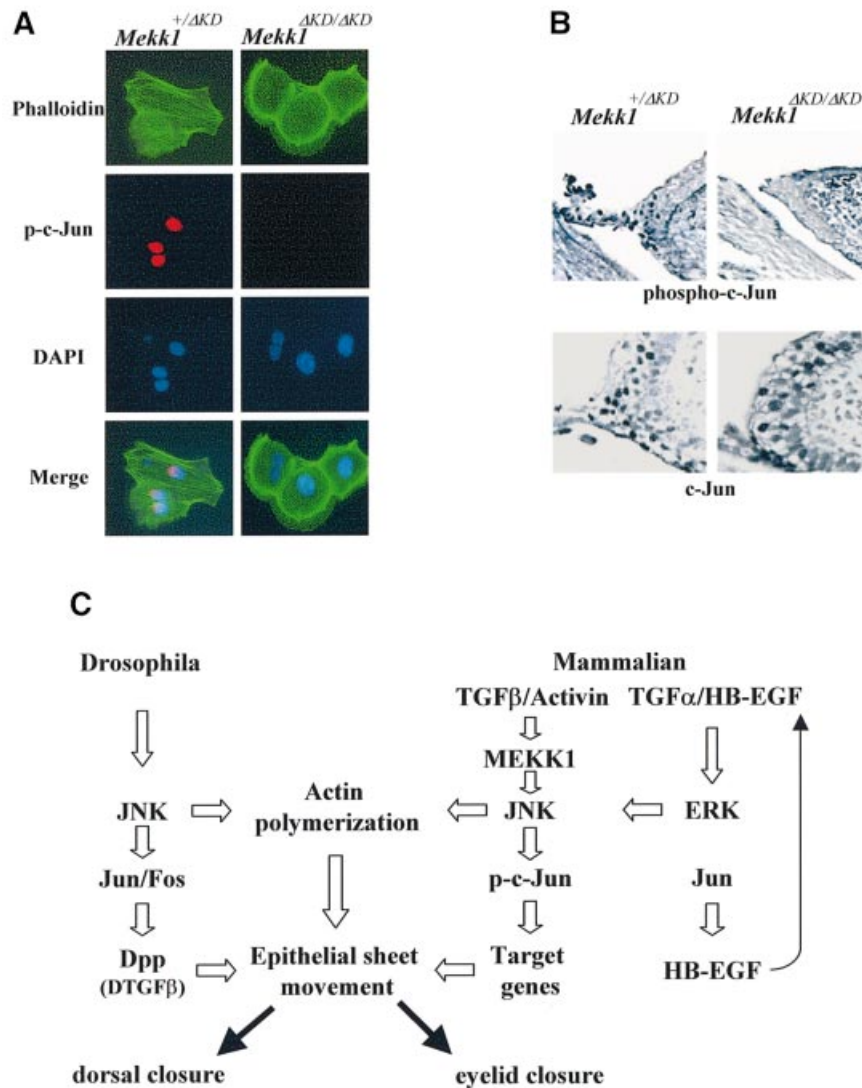 A
Mekk1 +/ΔKD
Mekk1 ΔKD/ΔKD
Phalloidin
p-c-Jun
DAPI
Merge
B
Mekk1 +/ΔKD
Mekk1 ΔKD/ΔKD
phospho-c-Jun
c-Jun
C
Drosophila
Mammalian
TGFβ/Activin
TGFα/HB-EGF
MEKK1
JNK
Actin
polymerization
JNK
ERK
Jun/Fos
p-c-Jun
Jun
Dpp
(DTGFβ)
Epithelial sheet
movement
Target
genes
HB-EGF
dorsal closure
eyelid closure